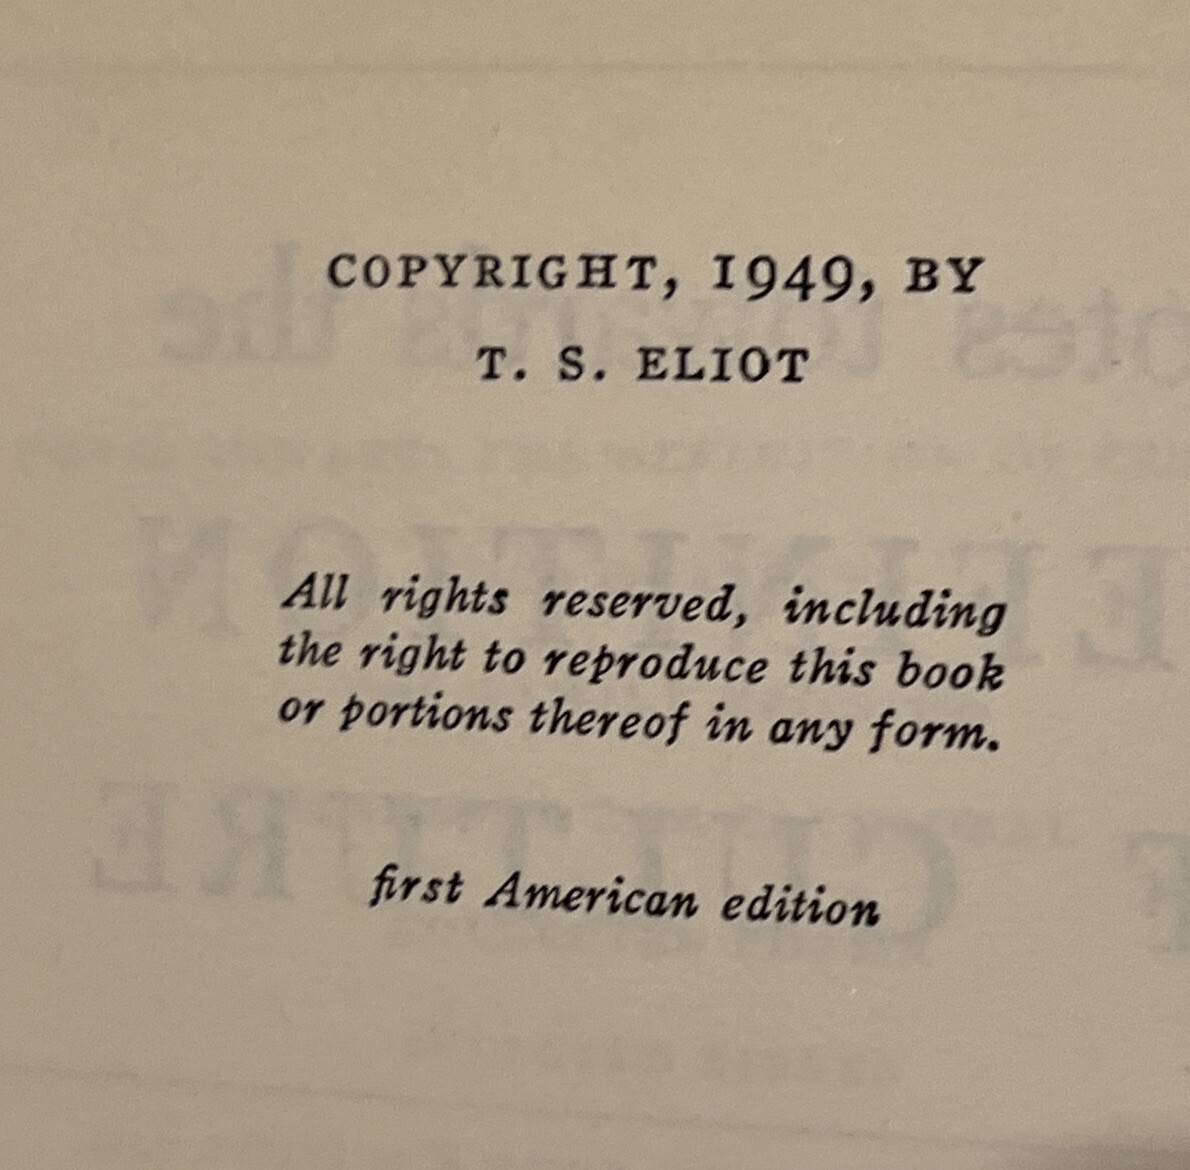 COPYRIGHT, 1949, BY
T. S. ELIOT
All rights reserved, including
the right to reproduce this book
or portions thereof in any form.
first American edition